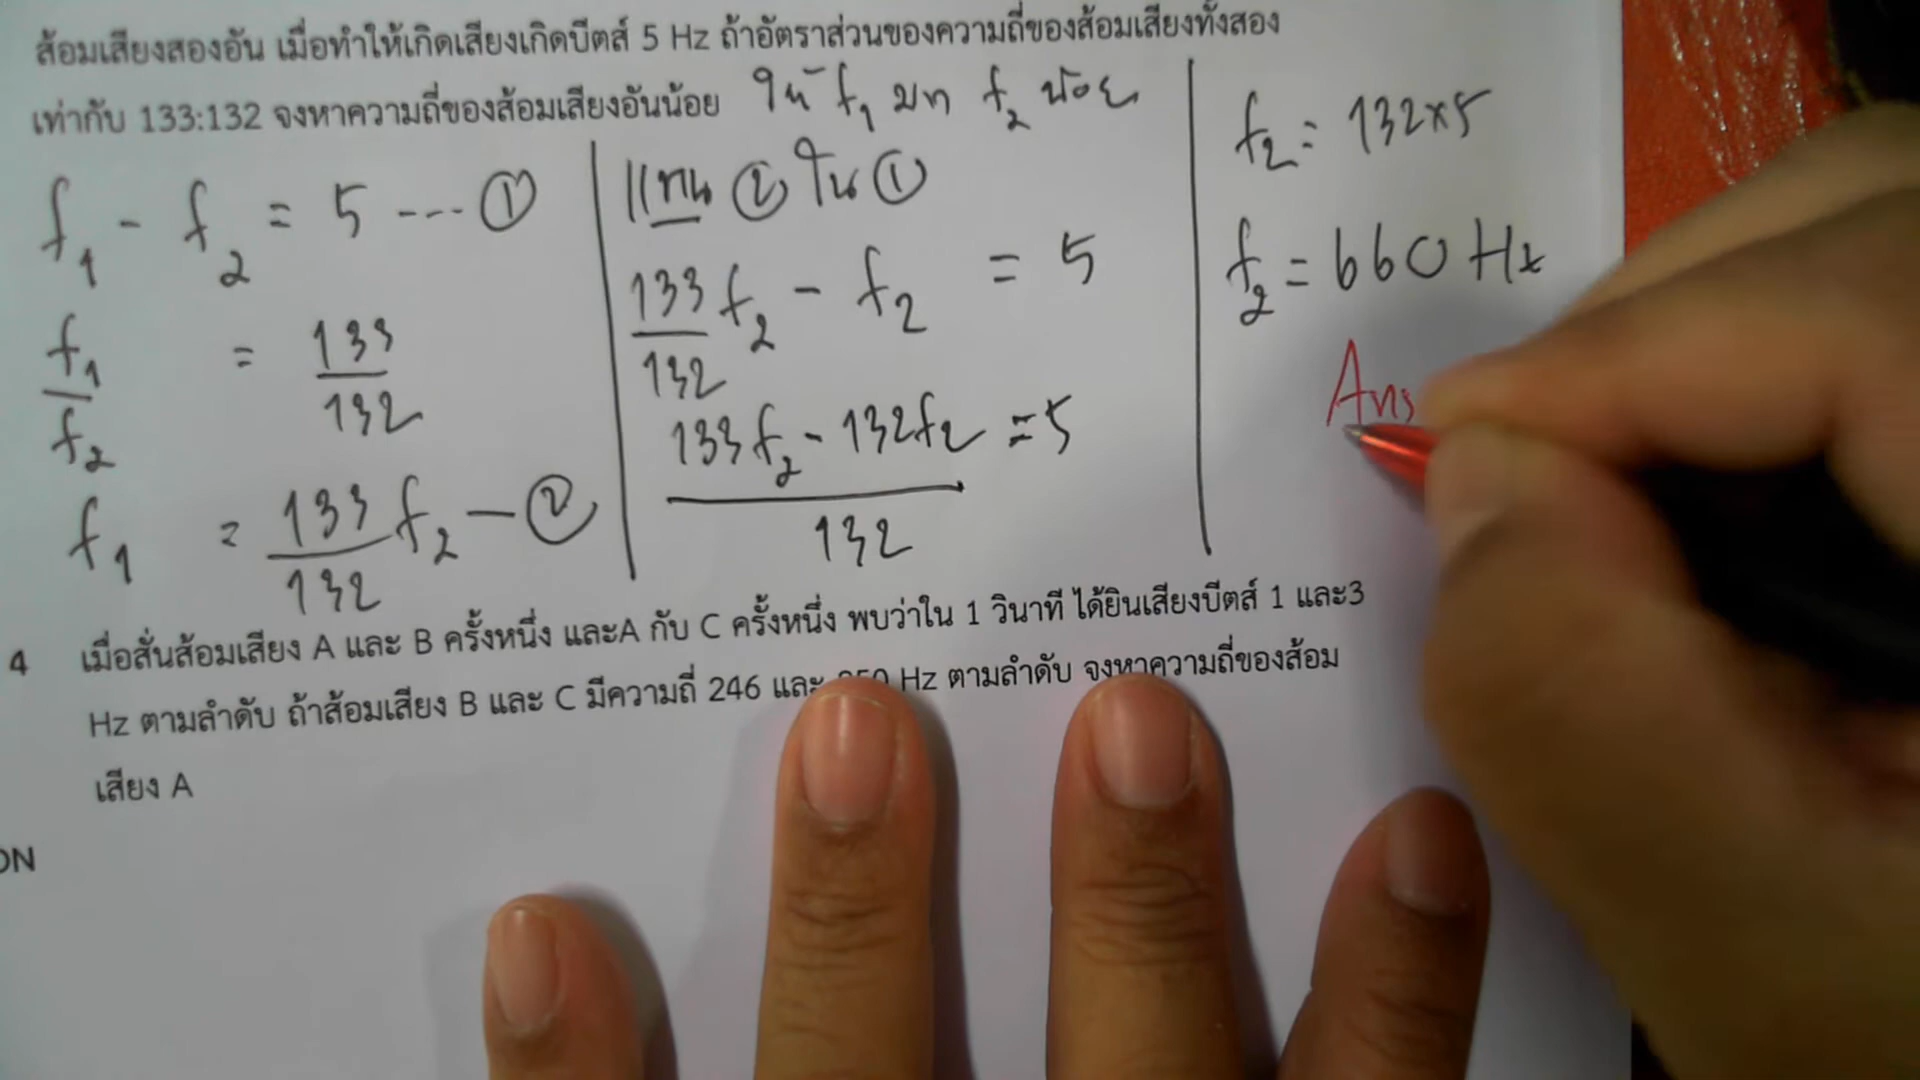 ส้อมเสียงสองอัน เมื่อทำให้เกิดเสียงเกิดบีตส์ 5 Hz ถ้าอัตราส่วนของความถี่ของส้อมเสียงทั้งสอง
เท่ากับ 133:132 จงหาความถี่ของส้อมเสียงอันน้อย ให้ f₁ มาก f₂ น้อย
f₁ - f₂ = 5 --- ①
f₁/f₂ = 133/132
f₁ = 133/132 f₂ — ②
แทน ② ใน ①
133/132 f₂ - f₂ = 5
(133f₂ - 132f₂)/132 = 5
f₂ = 132×5
f₂ = 660 Hz
Ans
4 เมื่อสั่นส้อมเสียง A และ B ครั้งหนึ่ง และA กับ C ครั้งหนึ่ง พบว่าใน 1 วินาที ได้ยินเสียงบีตส์ 1 และ3
Hz ตามลำดับ ถ้าส้อมเสียง B และ C มีความถี่ 246 และ Hz ตามลำดับ จงหาความถี่ของส้อม
เสียง A
ON